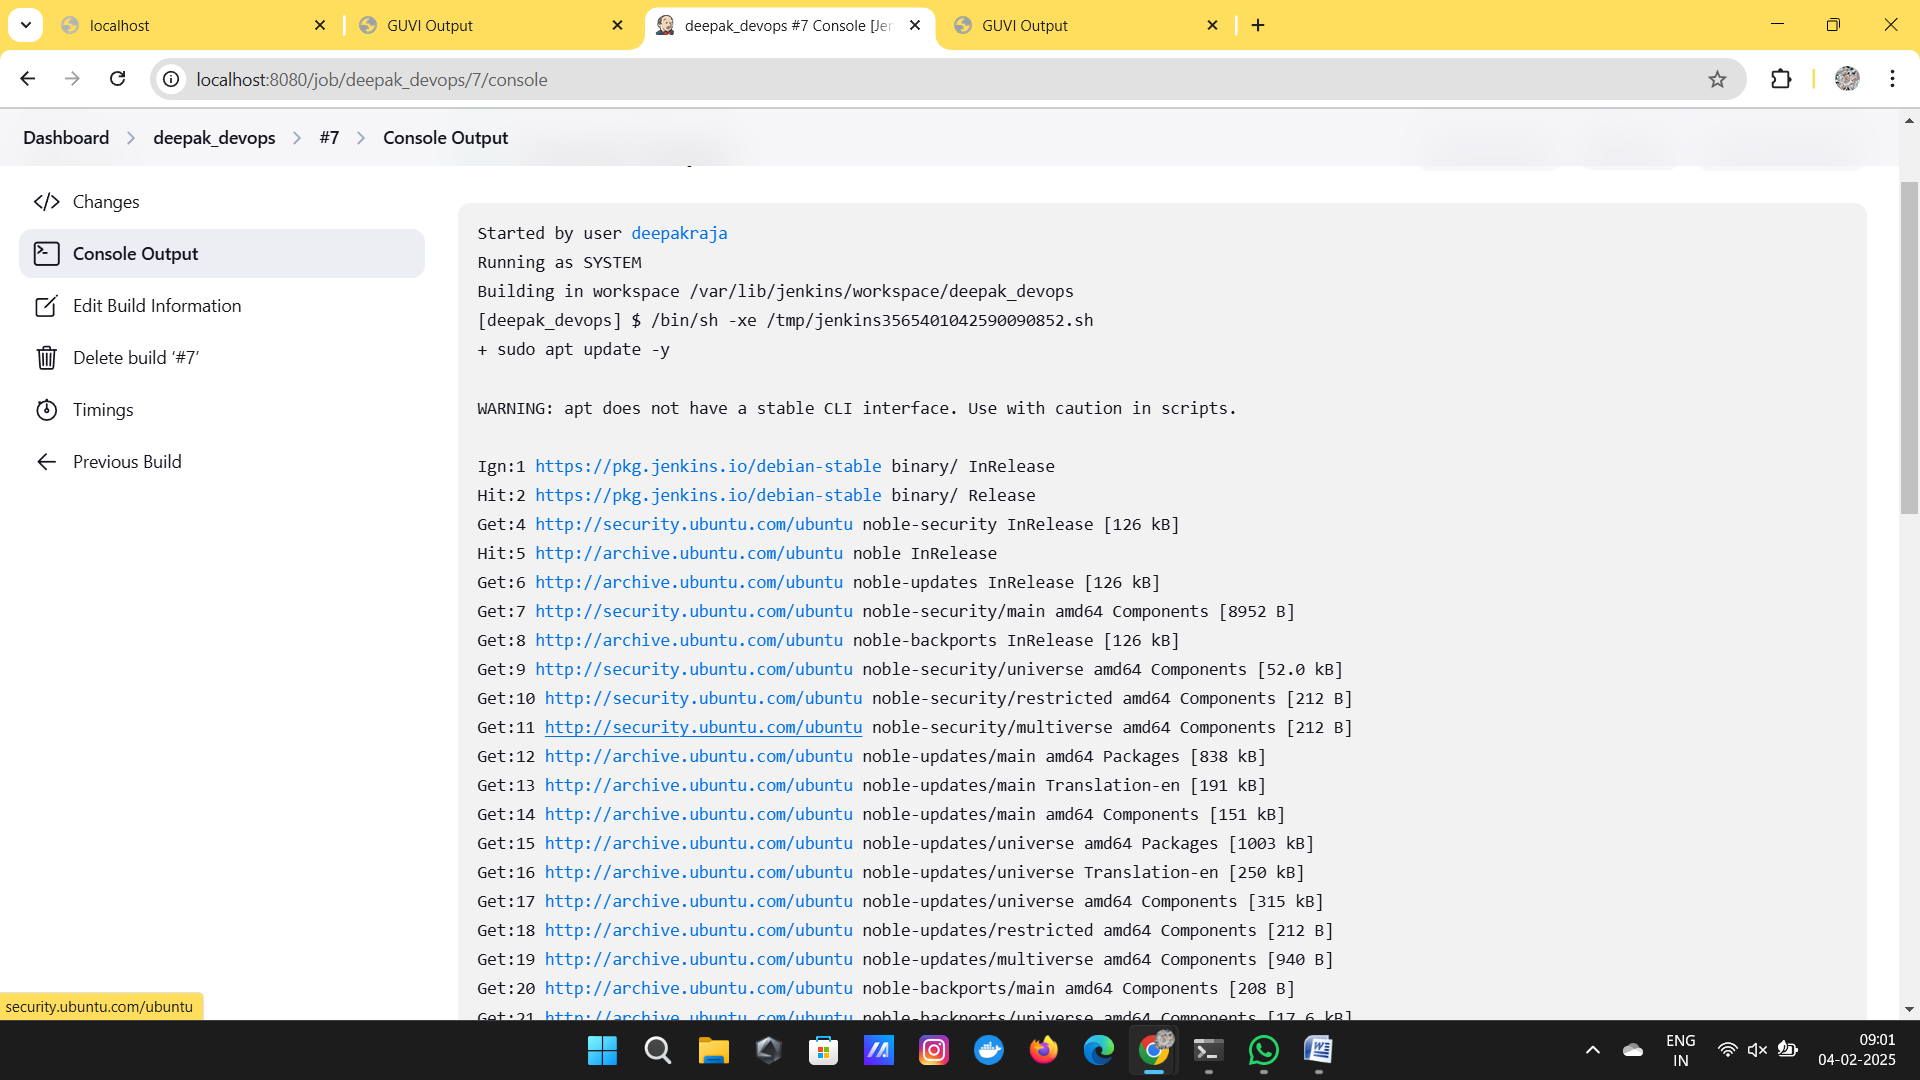 localhost
GUVI Output
deepak_devops #7 Console [Jen
GUVI Output
localhost:8080/job/deepak_devops/7/console
Dashboard
deepak_devops
#7
Console Output
Changes
Console Output
Edit Build Information
Delete build ‘#7’
Timings
Previous Build
Started by user deepakraja
Running as SYSTEM
Building in workspace /var/lib/jenkins/workspace/deepak_devops
[deepak_devops] $ /bin/sh -xe /tmp/jenkins3565401042590090852.sh
+ sudo apt update -y
WARNING: apt does not have a stable CLI interface. Use with caution in scripts.
Ign:1 https://pkg.jenkins.io/debian-stable binary/ InRelease
Hit:2 https://pkg.jenkins.io/debian-stable binary/ Release
Get:4 http://security.ubuntu.com/ubuntu noble-security InRelease [126 kB]
Hit:5 http://archive.ubuntu.com/ubuntu noble InRelease
Get:6 http://archive.ubuntu.com/ubuntu noble-updates InRelease [126 kB]
Get:7 http://security.ubuntu.com/ubuntu noble-security/main amd64 Components [8952 B]
Get:8 http://archive.ubuntu.com/ubuntu noble-backports InRelease [126 kB]
Get:9 http://security.ubuntu.com/ubuntu noble-security/universe amd64 Components [52.0 kB]
Get:10 http://security.ubuntu.com/ubuntu noble-security/restricted amd64 Components [212 B]
Get:11 http://security.ubuntu.com/ubuntu noble-security/multiverse amd64 Components [212 B]
Get:12 http://archive.ubuntu.com/ubuntu noble-updates/main amd64 Packages [838 kB]
Get:13 http://archive.ubuntu.com/ubuntu noble-updates/main Translation-en [191 kB]
Get:14 http://archive.ubuntu.com/ubuntu noble-updates/main amd64 Components [151 kB]
Get:15 http://archive.ubuntu.com/ubuntu noble-updates/universe amd64 Packages [1003 kB]
Get:16 http://archive.ubuntu.com/ubuntu noble-updates/universe Translation-en [250 kB]
Get:17 http://archive.ubuntu.com/ubuntu noble-updates/universe amd64 Components [315 kB]
Get:18 http://archive.ubuntu.com/ubuntu noble-updates/restricted amd64 Components [212 B]
Get:19 http://archive.ubuntu.com/ubuntu noble-updates/multiverse amd64 Components [940 B]
Get:20 http://archive.ubuntu.com/ubuntu noble-backports/main amd64 Components [208 B]
Get:21 http://archive.ubuntu.com/ubuntu noble-backports/universe amd64 Components [17.6 kB]
security.ubuntu.com/ubuntu
ENG
IN
09:01
04-02-2025